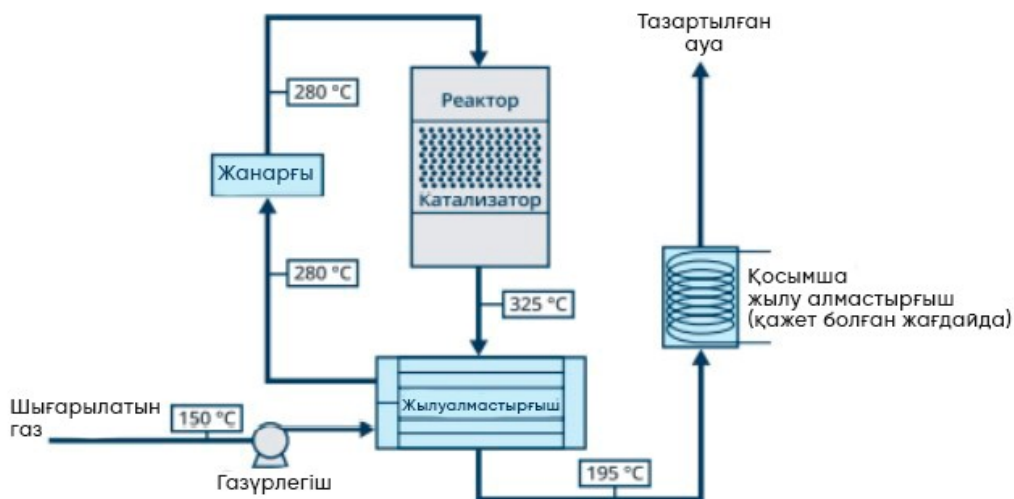 Тазартылған
ауа
280 °C
Реактор
Жанарғы
Катализатор
280 °C
325 °C
Қосымша
жылу алмастырғыш
(қажет болған жағдайда)
Жылуалмастырғыш
Шығарылатын
газ
150 °C
Газүрлегіш
195 °C